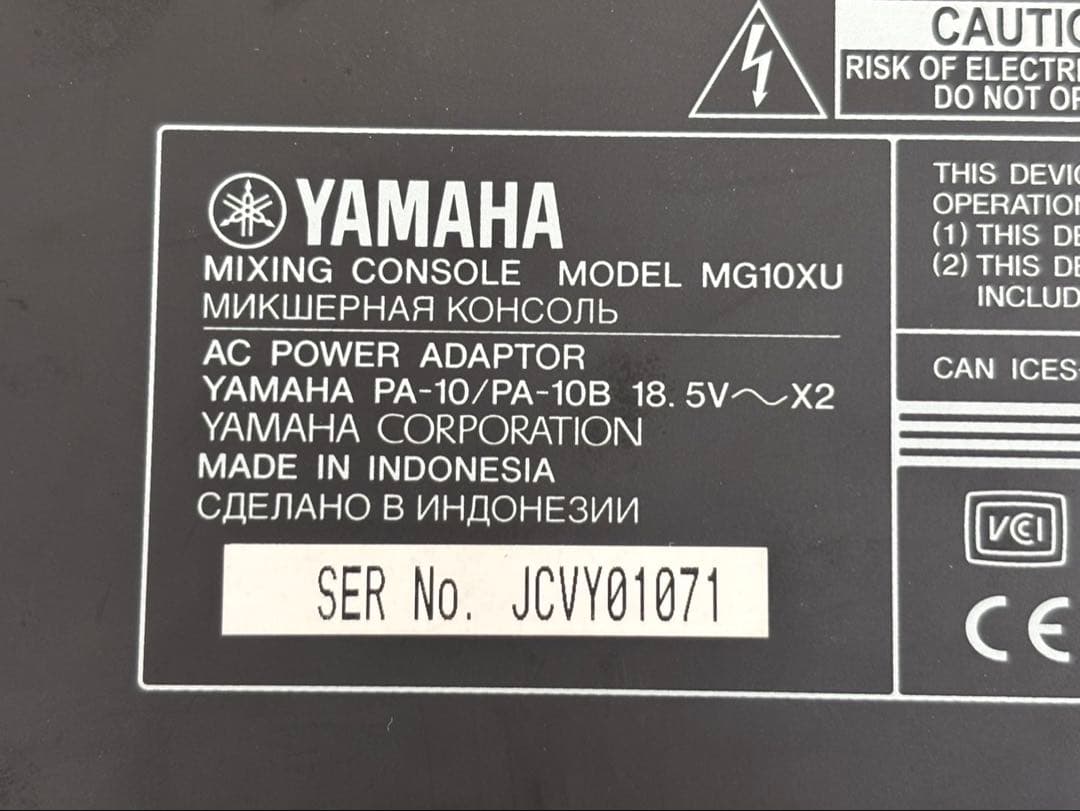 CAUTIO
RISK OF ELECTRI
DO NOT OP
YAMAHA
MIXING CONSOLE MODEL MG10XU
МИКШЕРНАЯ КОНСОЛЬ
AC POWER ADAPTOR
YAMAHA PA-10/PA-10B 18.5V～X2
YAMAHA CORPORATION
MADE IN INDONESIA
СДЕЛАНО В ИНДОНЕЗИИ
SER No. JCVY01071
THIS DEVIC
OPERATION
(1) THIS DE
(2) THIS DE
INCLUD
CAN ICES-
VCI
CE